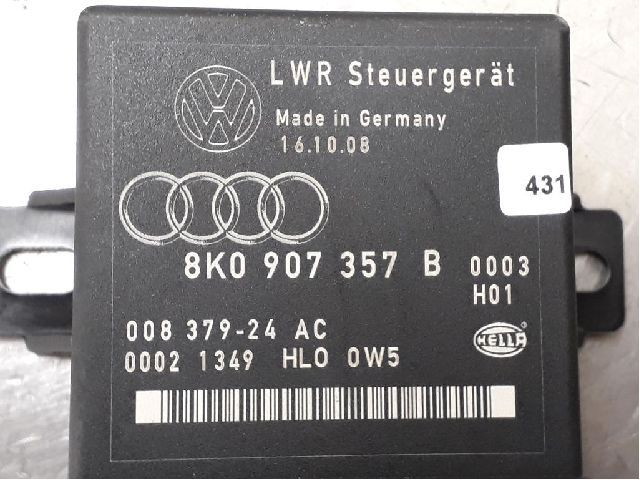 LWR Steuergerät
Made in Germany
16.10.08
431
8K0 907 357 B 0003
H01
008 379-24 AC
0002 1349 HL0 0W5
HELLA